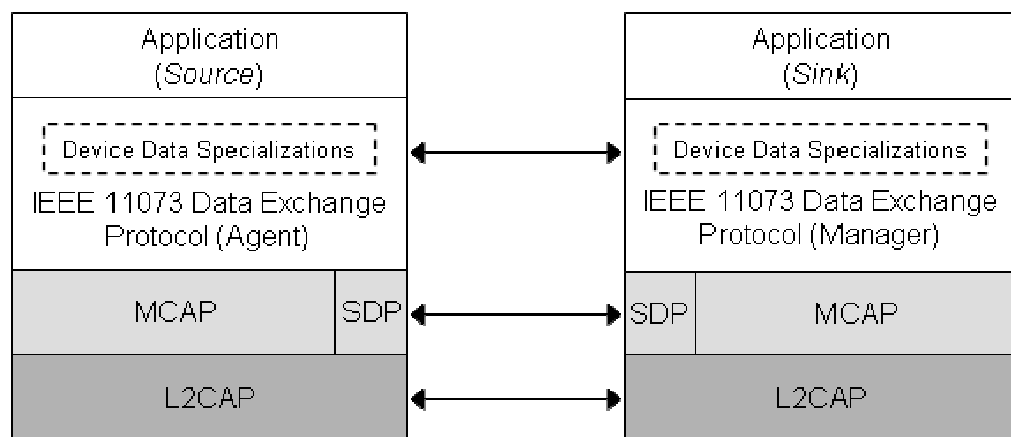 Application
(Source)
Device Data Specializations
IEEE 11073 Data Exchange
Protocol (Agent)
MCAP
SDP
L2CAP
Application
(Sink)
Device Data Specializations
IEEE 11073 Data Exchange
Protocol (Manager)
SDP
MCAP
L2CAP